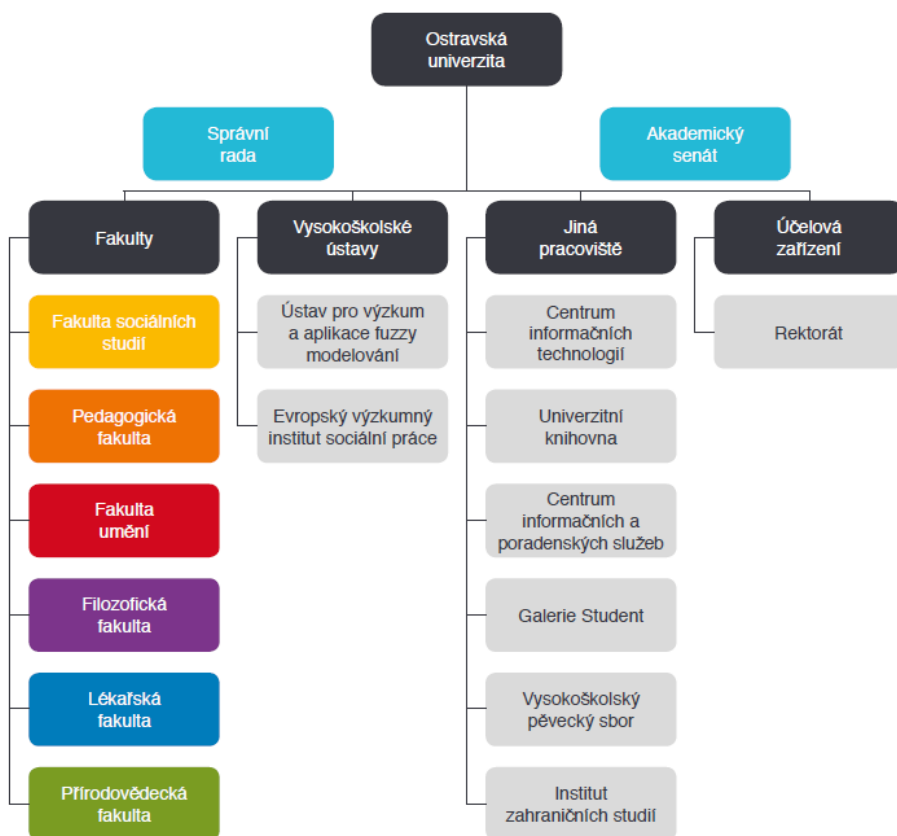 Ostravská
univerzita
Správní
rada
Akademický
senát
Fakulty
Vysokoškolské
ústavy
Jiná
pracoviště
Účelová
zařízení
Fakulta sociálních
studií
Pedagogická
fakulta
Fakulta
umění
Filozofická
fakulta
Lékařská
fakulta
Přírodovědecká
fakulta
Ústav pro výzkum
a aplikace fuzzy
modelování
Evropský výzkumný
institut sociální práce
Centrum
informačních
technologií
Univerzitní
knihovna
Centrum
informačních a
poradenských služeb
Galerie Student
Vysokoškolský
pěvecký sbor
Institut
zahraničních studií
Rektorát